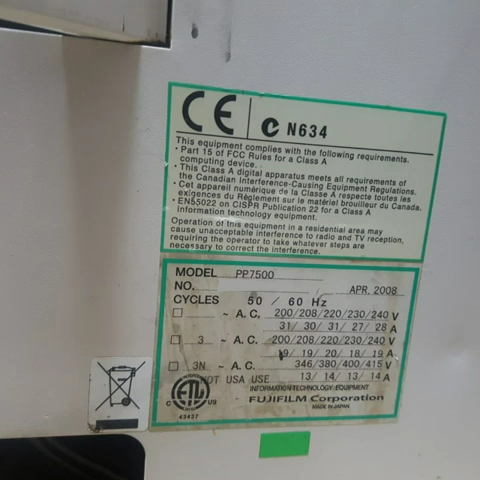 CE N634
This equipment complies with the following requirements.
• Part 15 of FCC Rules for a Class A
computing device.
• This Class A digital apparatus meets all requirements of
the Canadian Interference-Causing Equipment Regulations.
• Cet appareil numérique de la Classe A respecte toutes les
exigences du Règlement sur le matériel brouilleur du Canada.
• EN55022 on CISPR Publication 22 for a Class A
information technology equipment.
Operation of this equipment in a residential area may
cause unacceptable interference to radio and TV reception,
requiring the operator to take whatever steps are
necessary to correct the interference.
MODEL PP7500
NO. APR. 2008
CYCLES 50 / 60 Hz
~ A.C. 200/208/220/230/240 V
31/ 30/ 31/ 27/ 28 A
3 ~ A.C. 200/208/220/230/240 V
19/ 19/ 20/ 18/ 19 A
3N ~ A.C. 346/380/400/415 V
NOT USA USE 13/ 14/ 13/ 14 A
INFORMATION TECHNOLOGY EQUIPMENT
C ETL US
FUJIFILM Corporation
MADE IN JAPAN
43437